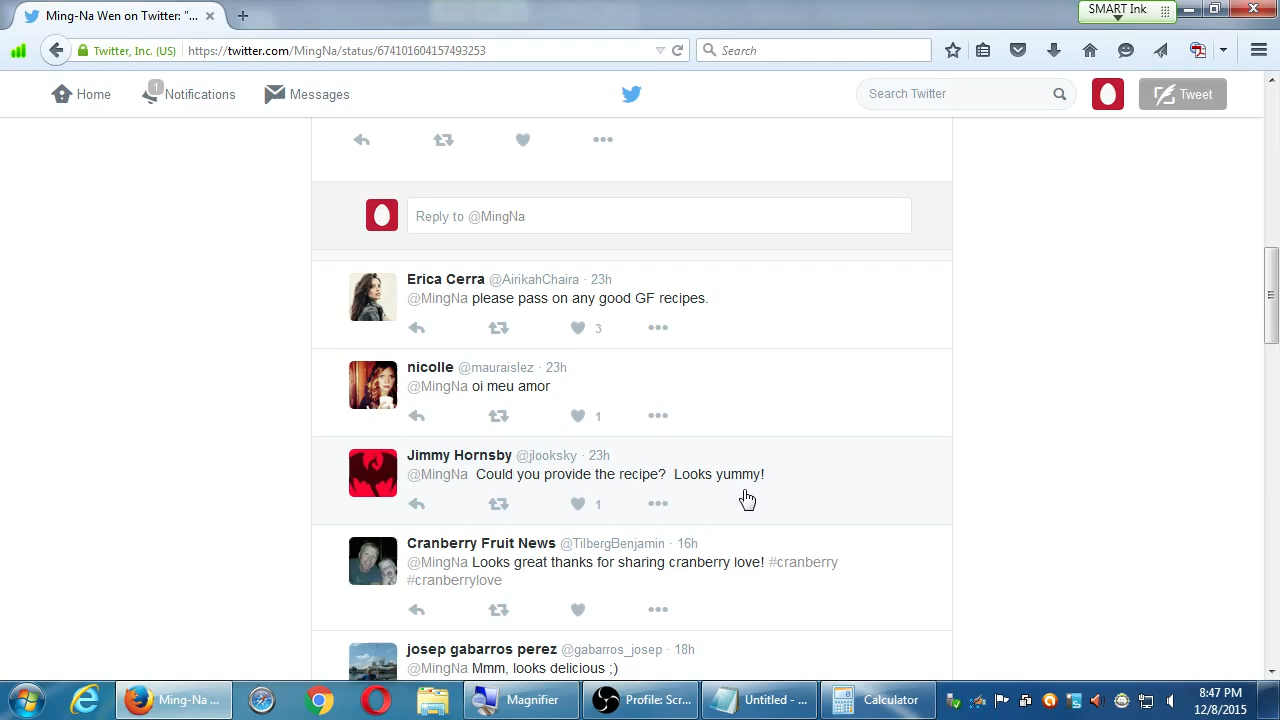 Ming-Na Wen on Twitter: "...
SMART Ink
Twitter, Inc. (US)
https://twitter.com/MingNa/status/674101604157493253
Search
Home
1
Notifications
Messages
Search Twitter
Tweet
Reply to @MingNa
Erica Cerra @AirikahChaira · 23h
@MingNa please pass on any good GF recipes.
3
nicolle @mauraislez · 23h
@MingNa oi meu amor
1
Jimmy Hornsby @jlooksky · 23h
@MingNa Could you provide the recipe? Looks yummy!
1
Cranberry Fruit News @TilbergBenjamin · 16h
@MingNa Looks great thanks for sharing cranberry love! #cranberry
#cranberrylove
josep gabarros perez @gabarros_josep · 18h
@MingNa Mmm, looks delicious ;)
Ming-Na ...
Magnifier
Profile: Scr...
Untitled - ...
Calculator
8:47 PM
12/8/2015